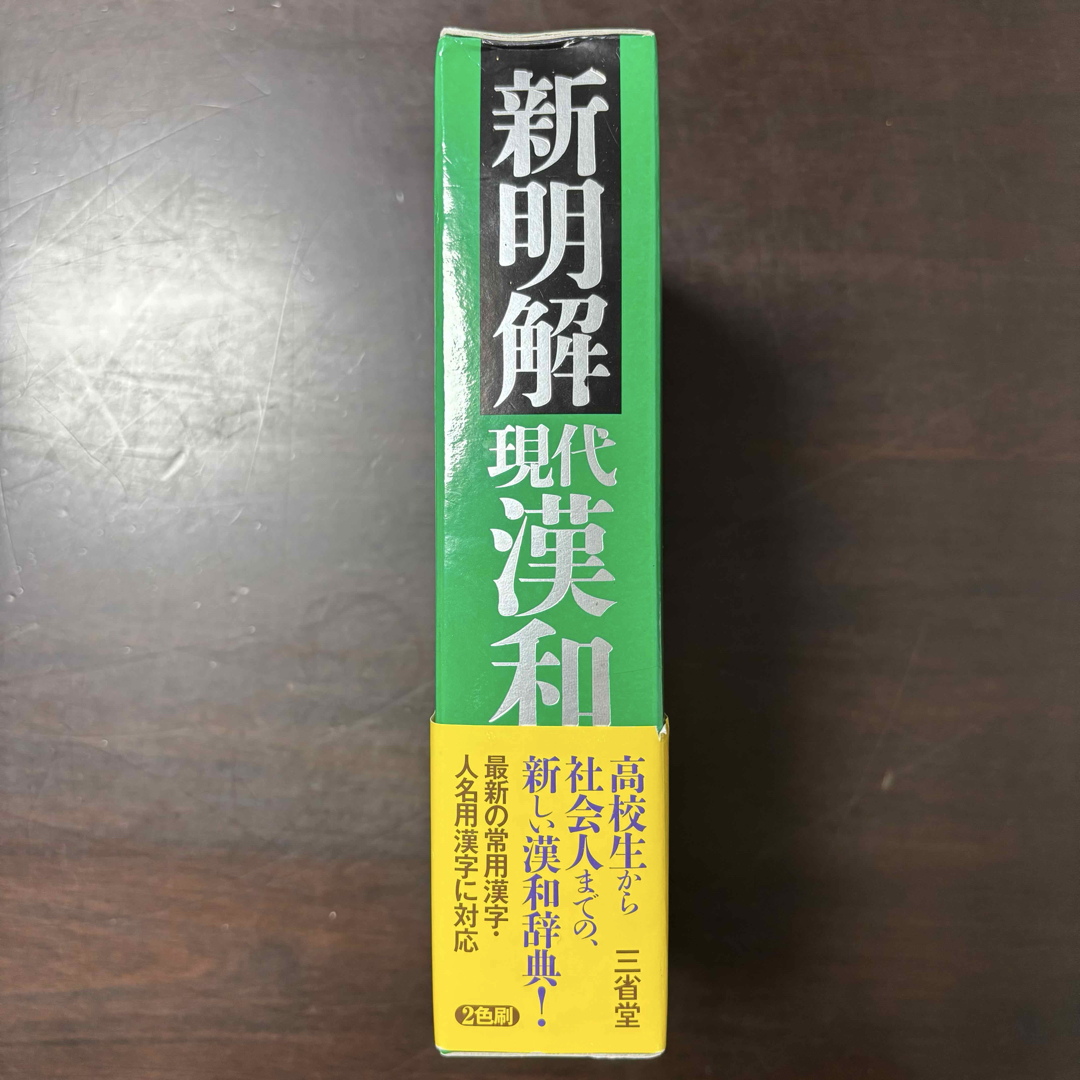 新明解
現代
漢和
高校生から
社会人までの、
新しい漢和辞典!
最新の常用漢字・
人名用漢字に対応
三省堂
2色刷